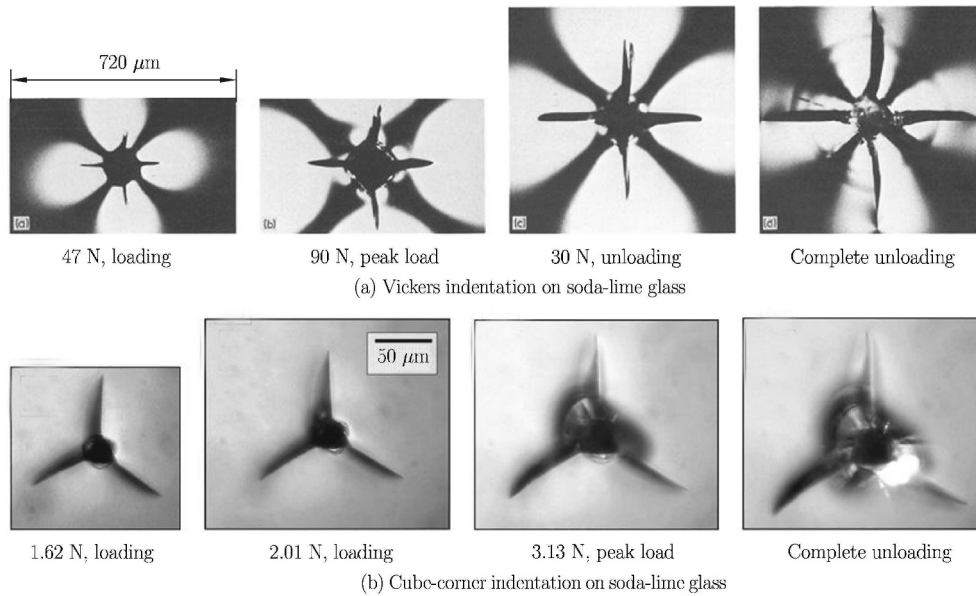 720 μm
(a)
(b)
(c)
(d)
47 N, loading
90 N, peak load
30 N, unloading
Complete unloading
(a) Vickers indentation on soda-lime glass
50 μm
1.62 N, loading
2.01 N, loading
3.13 N, peak load
Complete unloading
(b) Cube-corner indentation on soda-lime glass